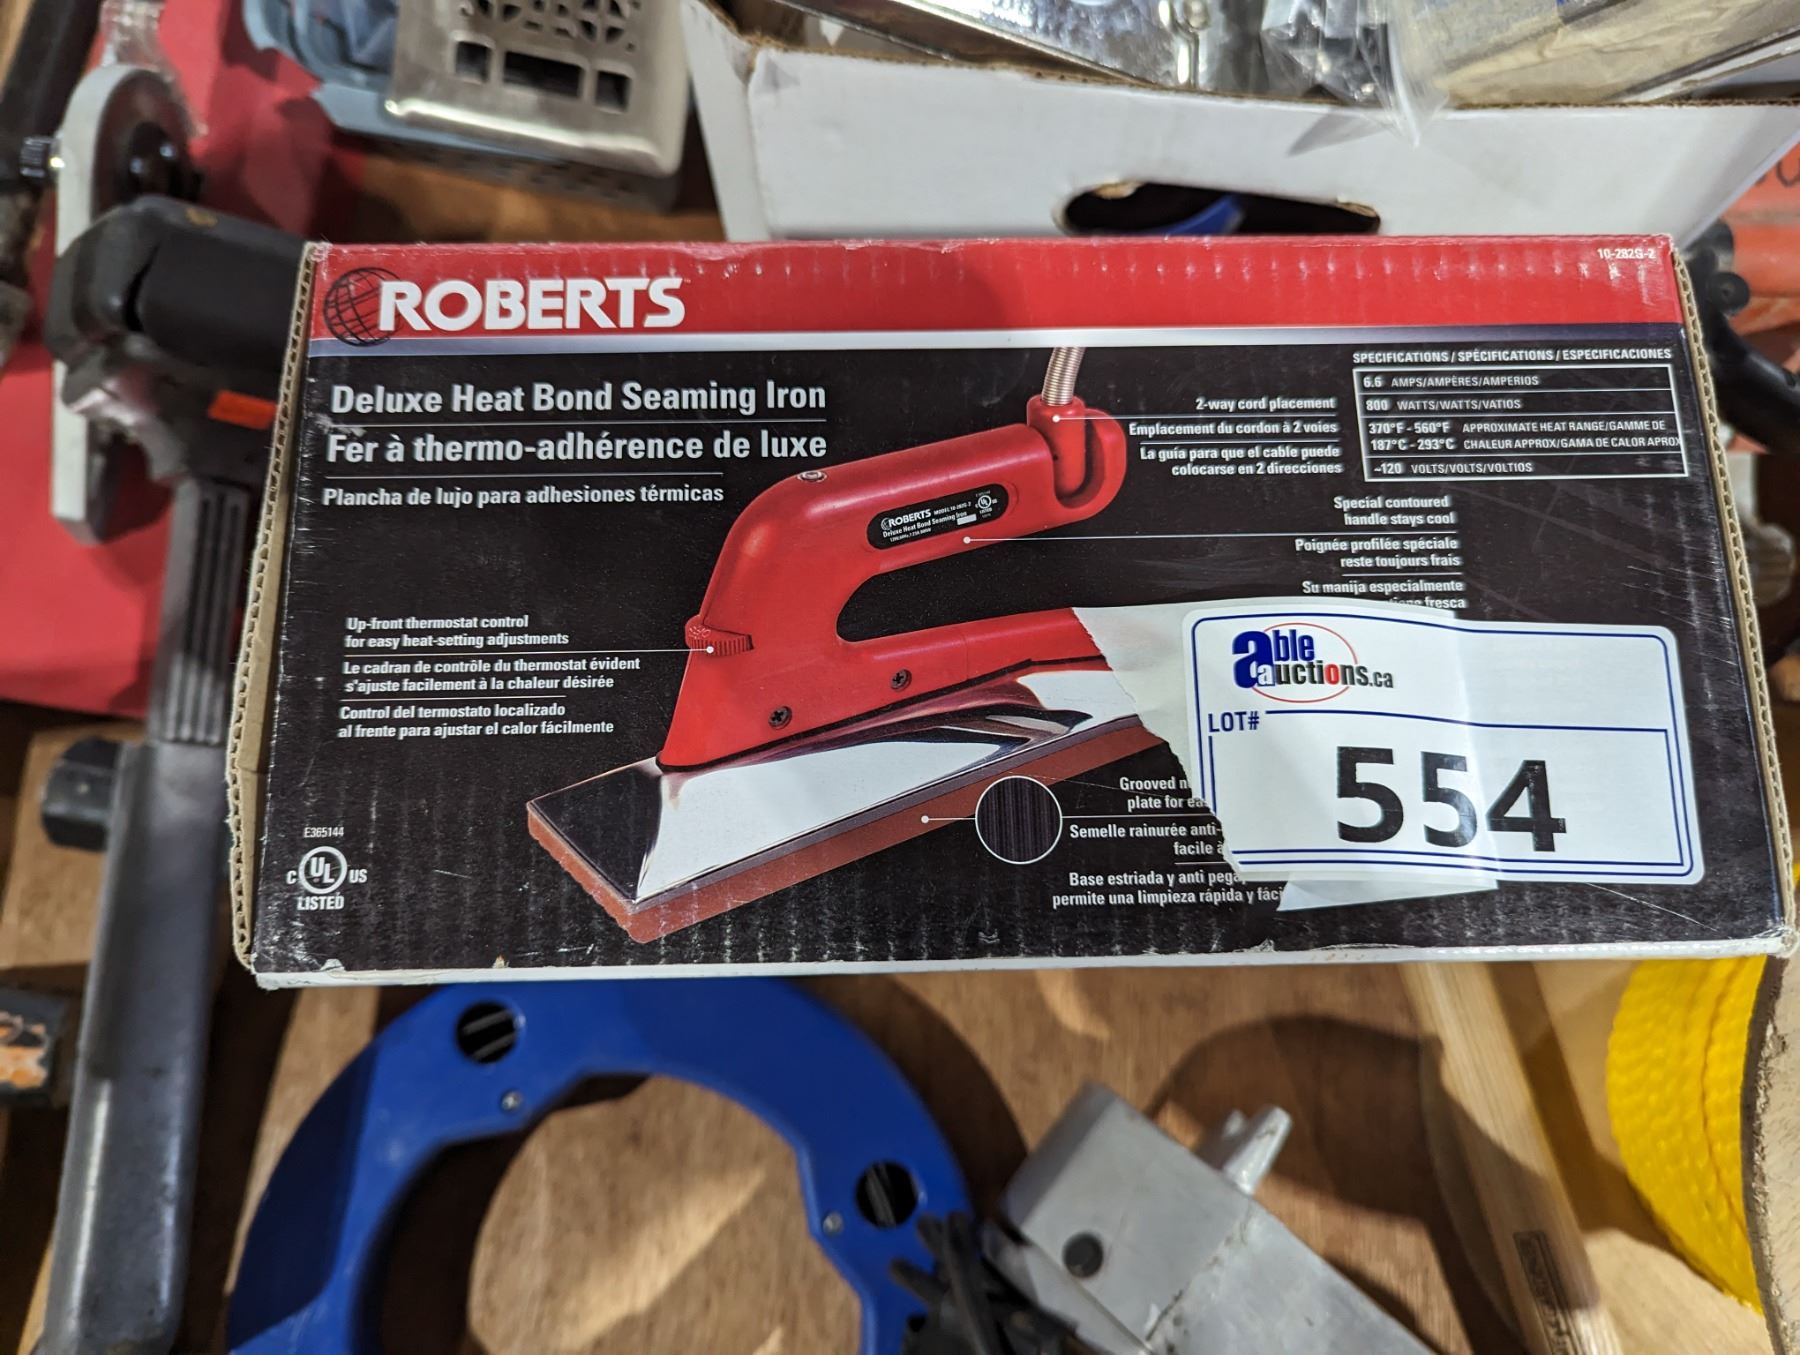 10-282G-2
ROBERTS
Deluxe Heat Bond Seaming Iron
Fer à thermo-adhérence de luxe
Plancha de lujo para adhesiones térmicas
2-way cord placement
Emplacement du cordon à 2 voies
La guía para que el cable puede
colocarse en 2 direcciones
SPECIFICATIONS / SPÉCIFICATIONS / ESPECIFICACIONES
6.6 AMPS/AMPÈRES/AMPERIOS
800 WATTS/WATTS/VATIOS
370°F - 560°F APPROXIMATE HEAT RANGE/GAMME DE
187°C - 293°C CHALEUR APPROX/GAMA DE CALOR APROX
~120 VOLTS/VOLTS/VOLTIOS
ROBERTS
Deluxe Heat Bond Seaming Iron
UL
LISTED
Special contoured
handle stays cool
Poignée profilée spéciale
reste toujours frais
Su manija especialmente
fresca
Up-front thermostat control
for easy heat-setting adjustments
Le cadran de contrôle du thermostat évident
s'ajuste facilement à la chaleur désirée
Control del termostato localizado
al frente para ajustar el calor fácilmente
Grooved
plate for
Semelle rainurée anti-
facile
Base estriada y anti
permite una limpieza rápida y
E365144
C UL US
LISTED
able
auctions.ca
LOT#
554